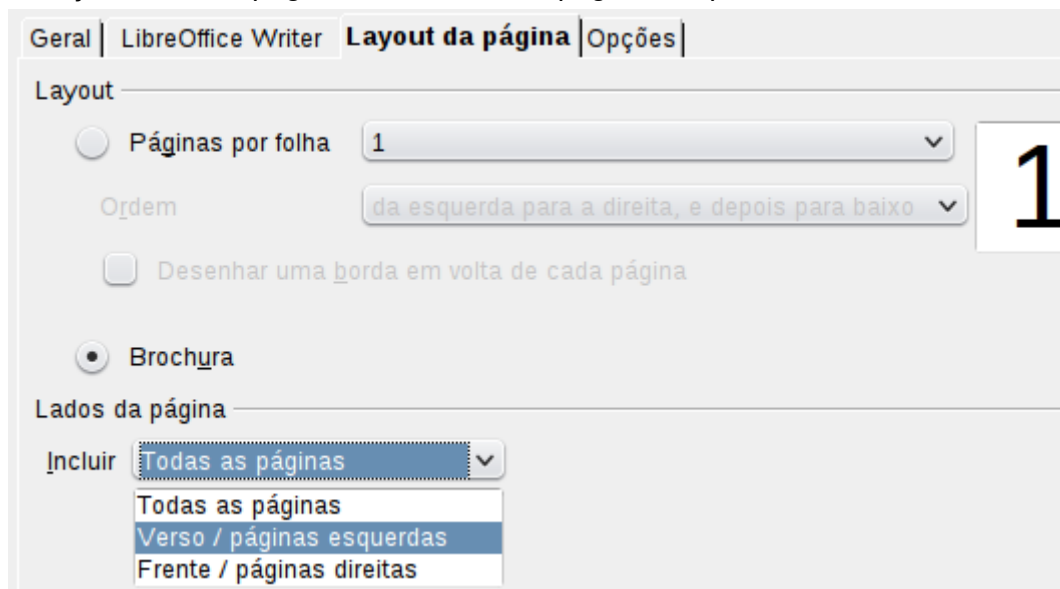 Geral LibreOffice Writer Layout da página Opções
Layout
Páginas por folha 1
1
Ordem da esquerda para a direita, e depois para baixo
Desenhar uma borda em volta de cada página
Brochura
Lados da página
Incluir Todas as páginas
Todas as páginas
Verso / páginas esquerdas
Frente / páginas direitas